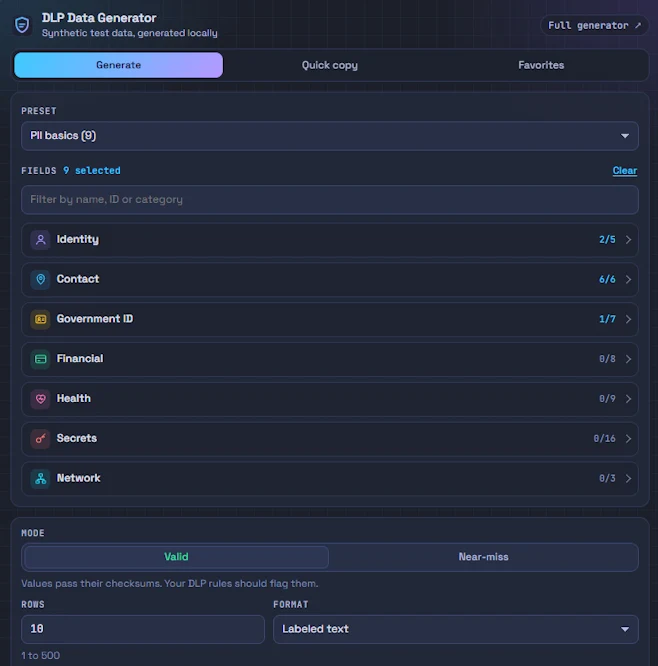 DLP Data Generator
Synthetic test data, generated locally
Full generator ↗
Generate
Quick copy
Favorites
PRESET
PII basics (9)
FIELDS 9 selected
Clear
Filter by name, ID or category
Identity 2/5
Contact 6/6
Government ID 1/7
Financial 0/8
Health 0/9
Secrets 0/16
Network 0/3
MODE
Valid
Near-miss
Values pass their checksums. Your DLP rules should flag them.
ROWS
FORMAT
10
Labeled text
1 to 500